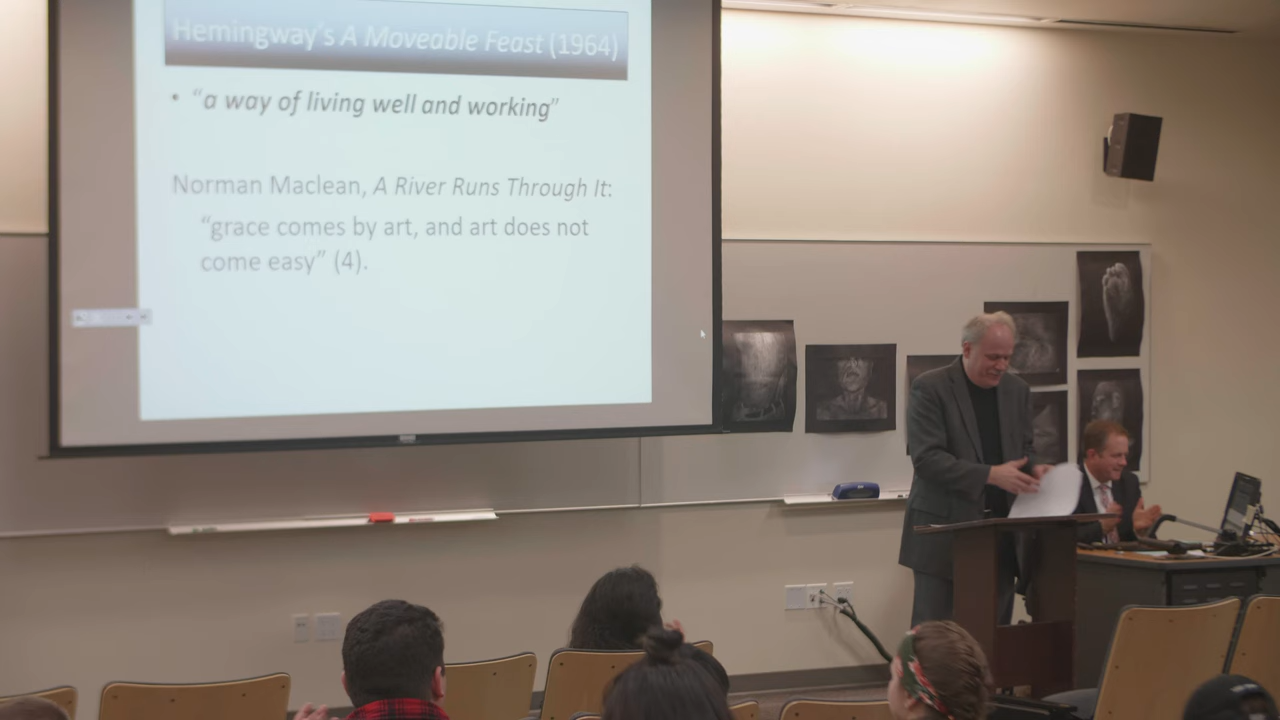 Hemingway's A Moveable Feast (1964)
• "a way of living well and working"
Norman Maclean, A River Runs Through It:
"grace comes by art, and art does not
come easy" (4).